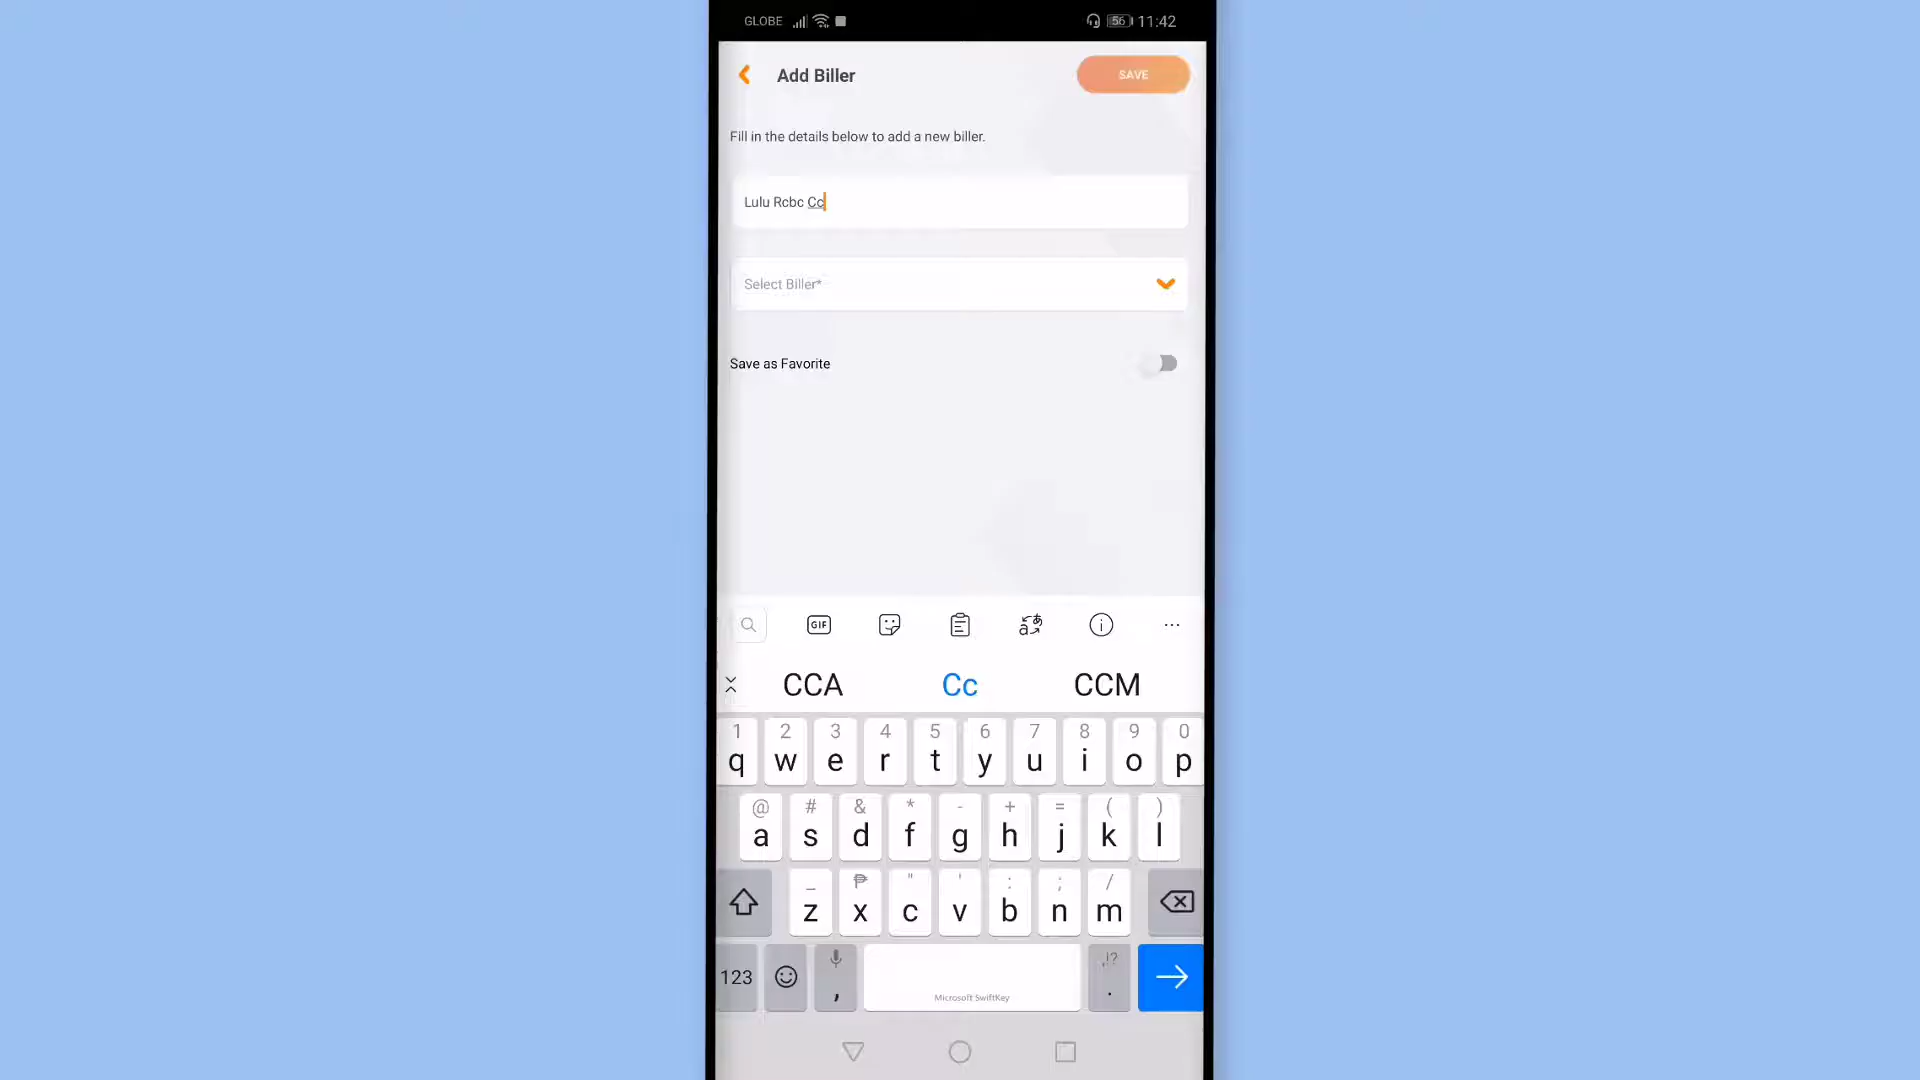 GLOBE 56 11:42
Add Biller SAVE
Fill in the details below to add a new biller.
Lulu Rcbc Cc
Select Biller*
Save as Favorite
GIF
CCA Cc CCM
1 2 3 4 5 6 7 8 9 0
q w e r t y u i o p
@ # & * - + = ( )
a s d f g h j k l
_ ₱ " ' : ; /
z x c v b n m
,!?
123 , .
Microsoft SwiftKey